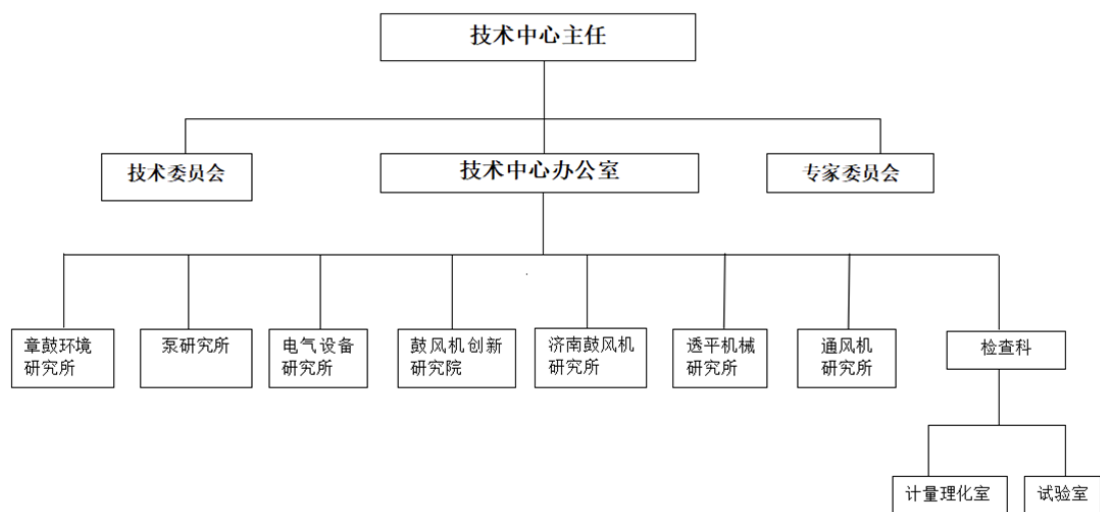 技术中心主任
技术委员会
技术中心办公室
专家委员会
章鼓环境
研究所
泵研究所
电气设备
研究所
鼓风机创新
研究院
济南鼓风机
研究所
透平机械
研究所
通风机
研究所
检查科
计量理化室
试验室